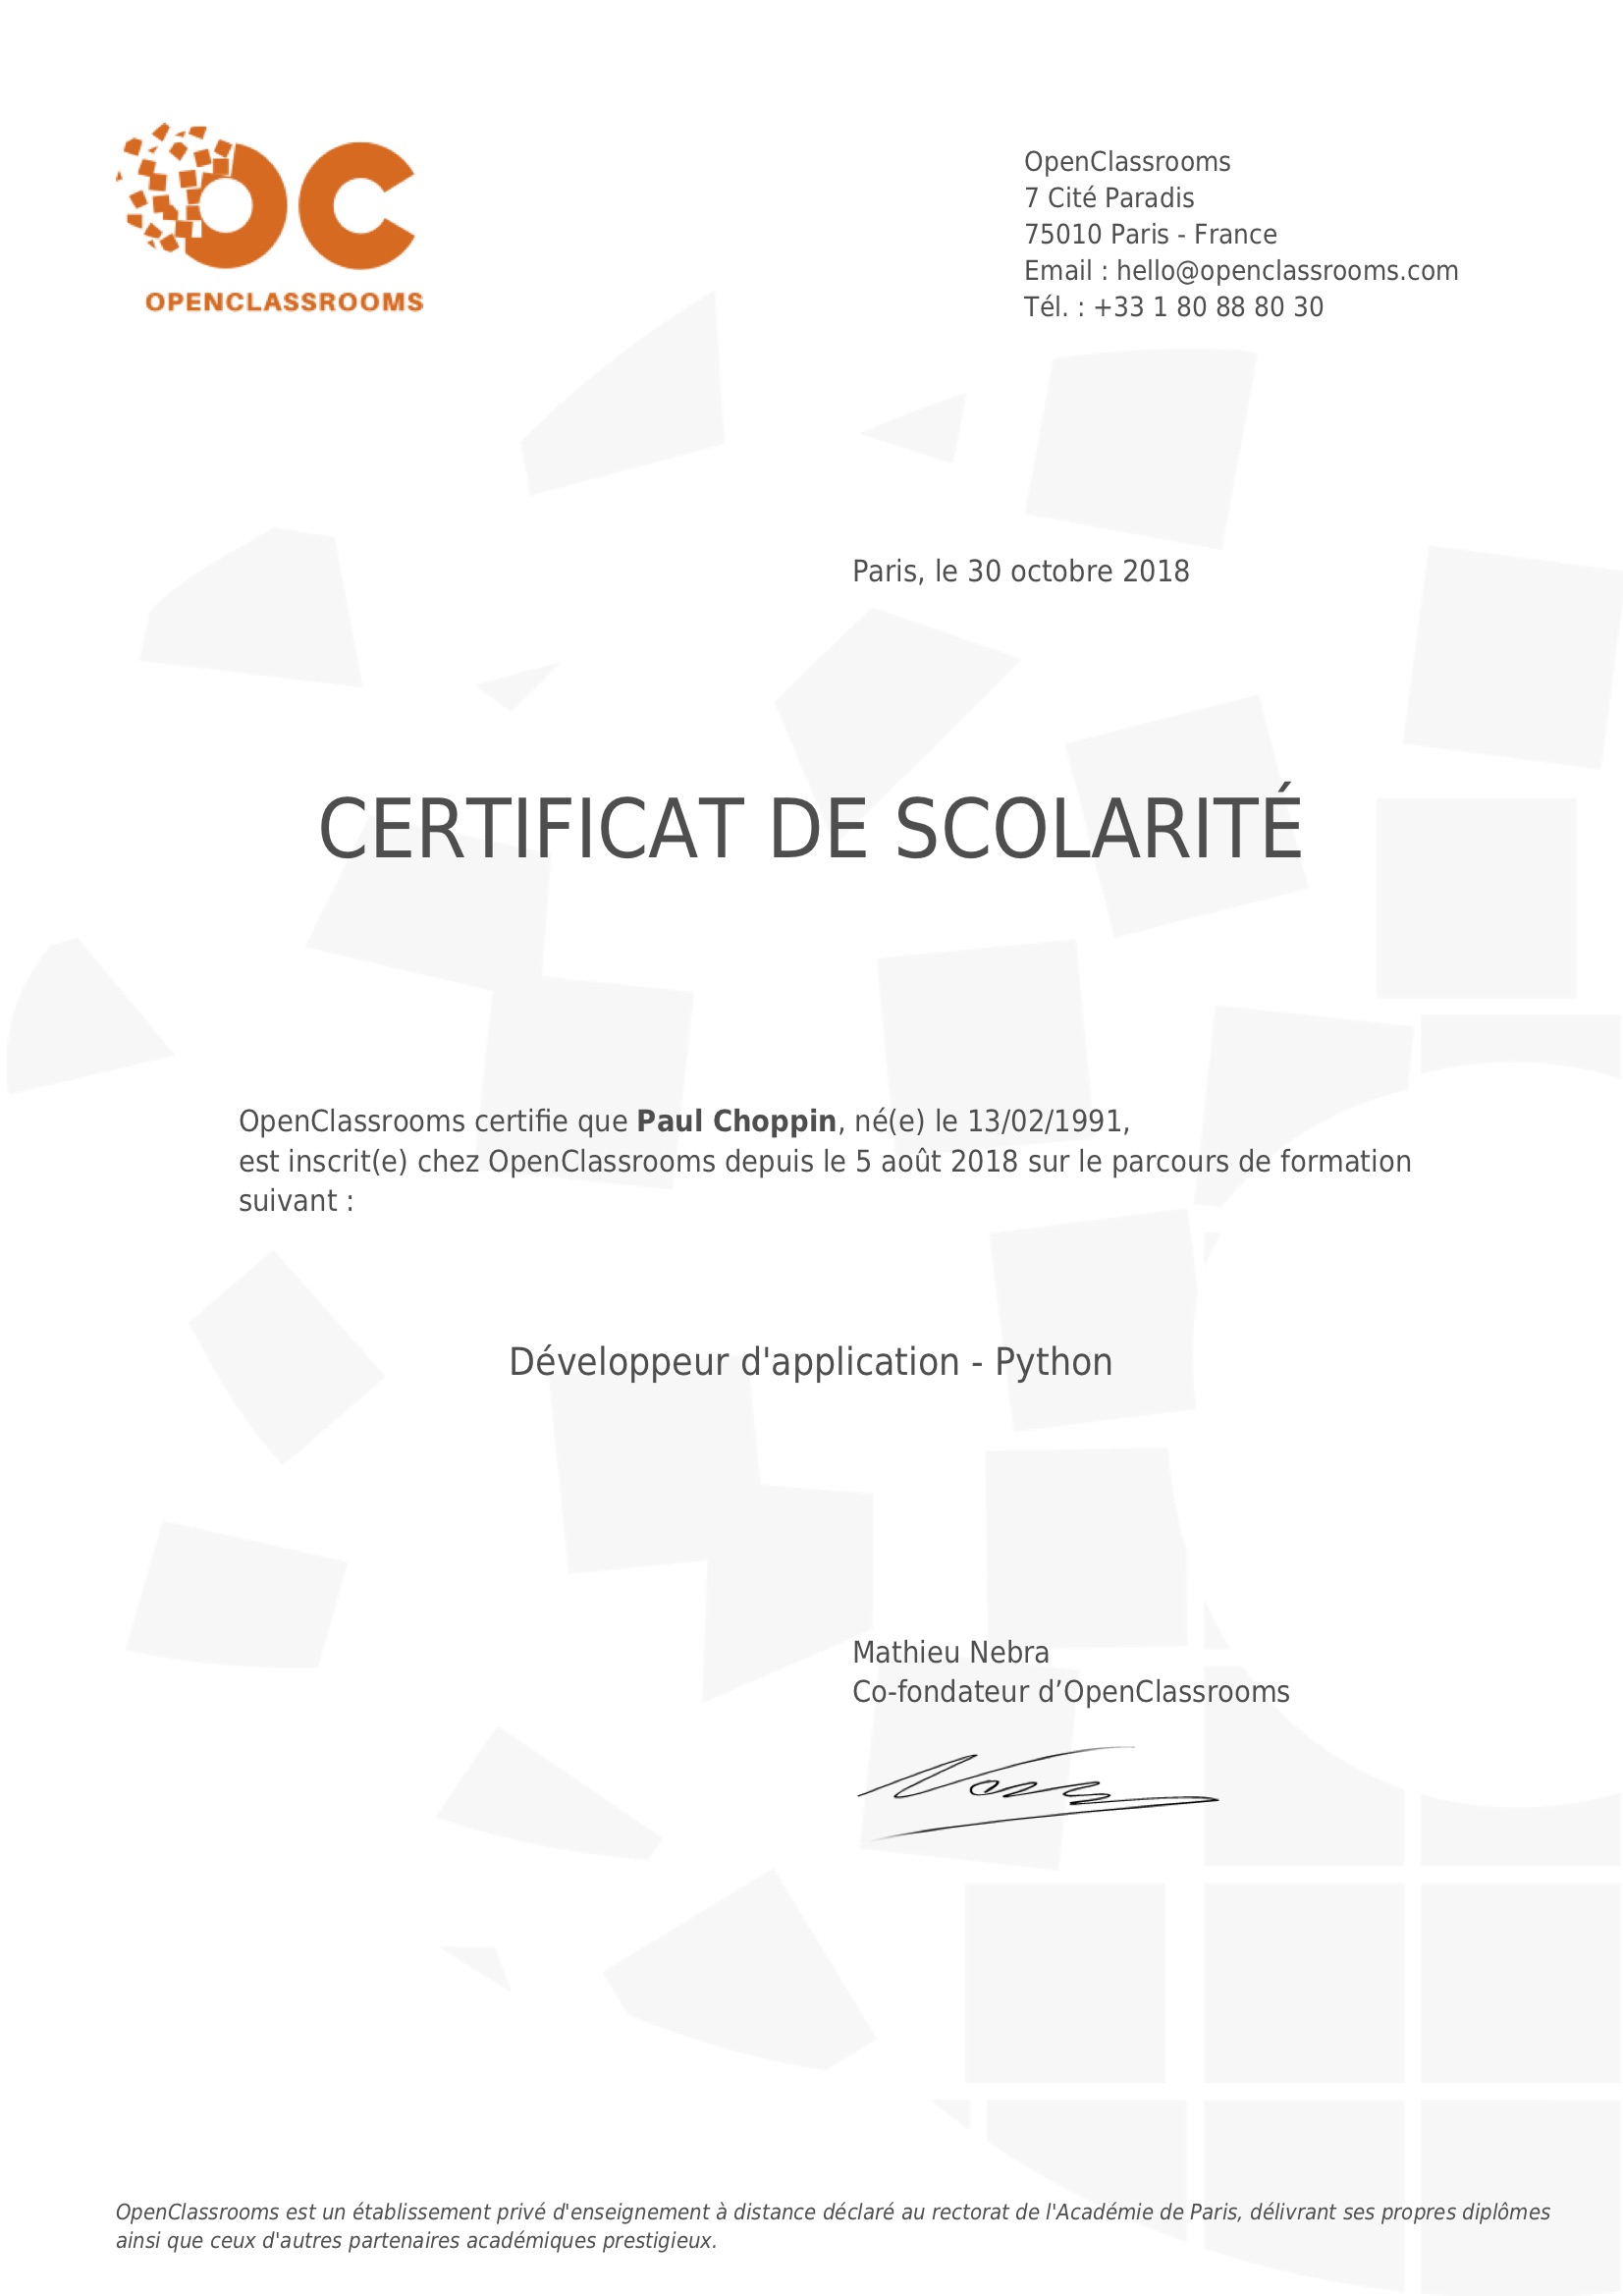 OPENCLASSROOMS
OpenClassrooms
7 Cité Paradis
75010 Paris - France
Email : hello@openclassrooms.com
Tél. : +33 1 80 88 80 30
Paris, le 30 octobre 2018
CERTIFICAT DE SCOLARITÉ
OpenClassrooms certifie que Paul Choppin, né(e) le 13/02/1991,
est inscrit(e) chez OpenClassrooms depuis le 5 août 2018 sur le parcours de formation
suivant :
Développeur d'application - Python
Mathieu Nebra
Co-fondateur d’OpenClassrooms
OpenClassrooms est un établissement privé d'enseignement à distance déclaré au rectorat de l'Académie de Paris, délivrant ses propres diplômes
ainsi que ceux d'autres partenaires académiques prestigieux.